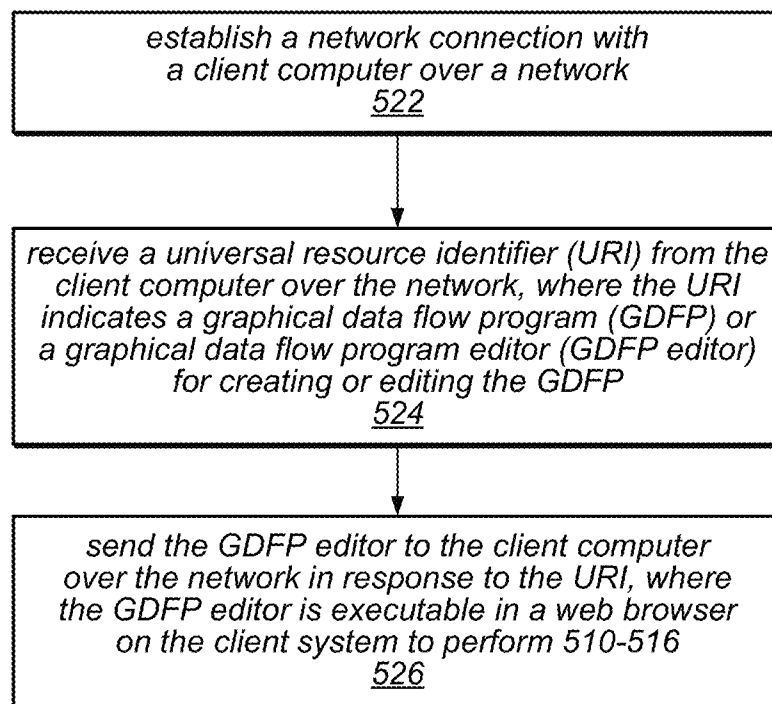 establish a network connection with
a client computer over a network
522
receive a universal resource identifier (URI) from the
client computer over the network, where the URI
indicates a graphical data flow program (GDFP) or
a graphical data flow program editor (GDFP editor)
for creating or editing the GDFP
524
send the GDFP editor to the client computer
over the network in response to the URI, where
the GDFP editor is executable in a web browser
on the client system to perform 510-516
526